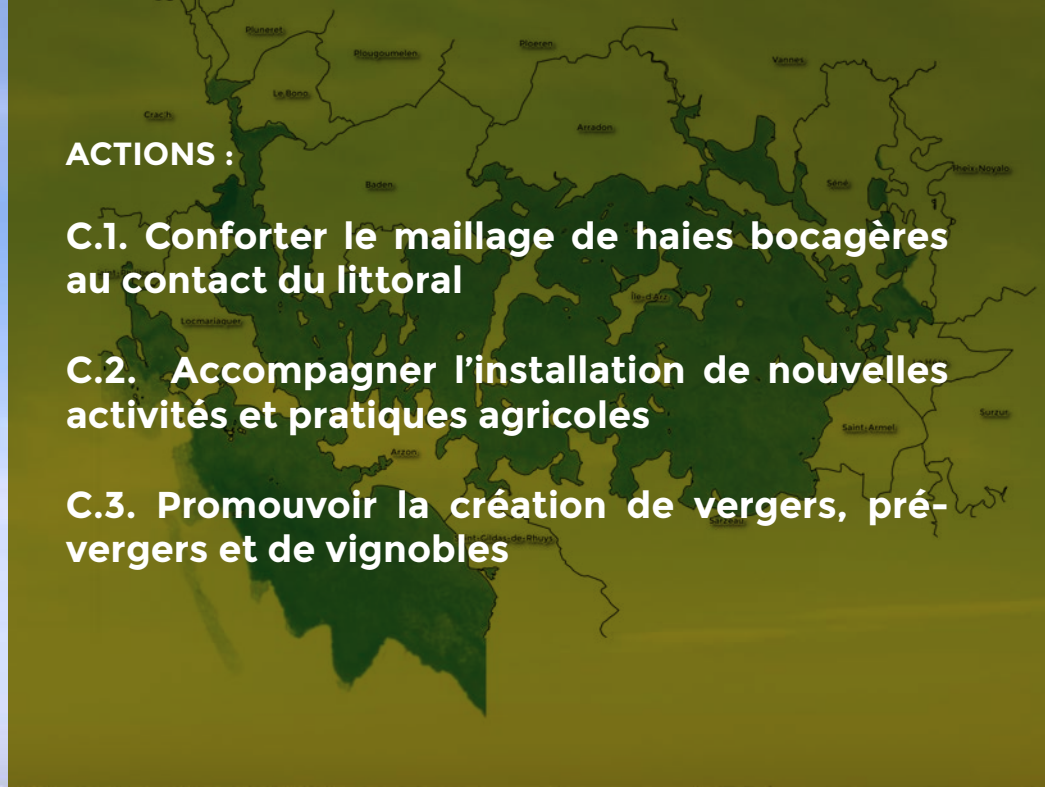 Pluneret
Plougoumelen
Ploeren
Vannes
Le Bono
Crac'h
Arradon
ACTIONS :
Theix-Noyalo
Baden
Séné
C.1. Conforter le maillage de haies bocagères
au contact du littoral
Île-d'Arz
Locmariaquer
C.2. Accompagner l'installation de nouvelles
activités et pratiques agricoles
Surzur
Saint-Armel
Arzon
C.3. Promouvoir la création de vergers, pré-
Sarzeau
vergers et de vignobles
nt-Gildas-de-Rhuys